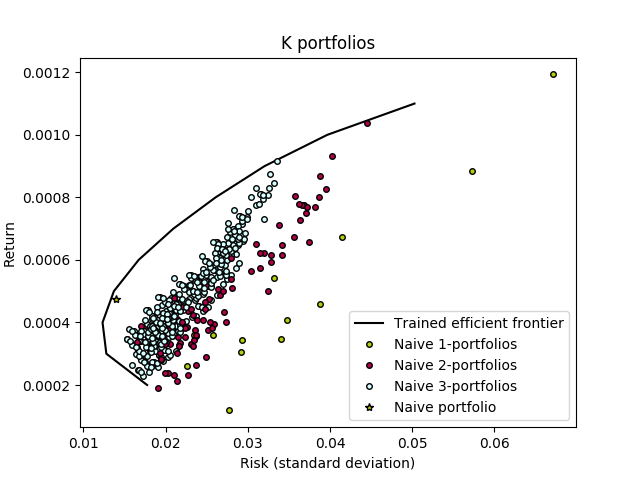 K portfolios
Return
0.0012
0.0010
0.0008
0.0006
0.0004
0.0002
Trained efficient frontier
Naive 1-portfolios
Naive 2-portfolios
Naive 3-portfolios
Naive portfolio
0.01 0.02 0.03 0.04 0.05 0.06
Risk (standard deviation)